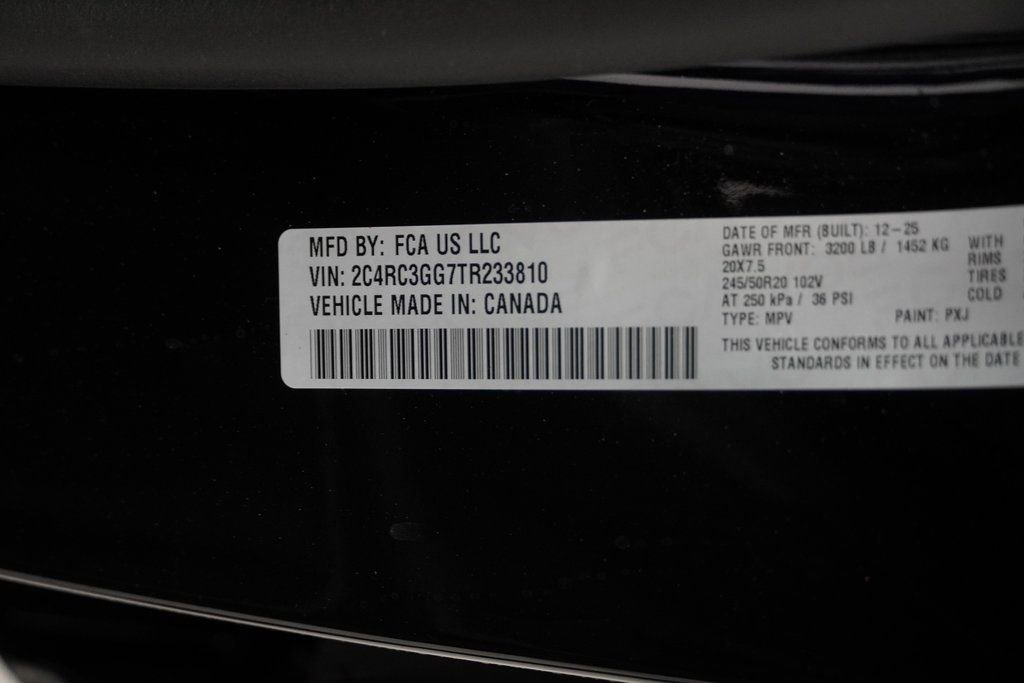 MFD BY: FCA US LLC
VIN: 2C4RC3GG7TR233810
VEHICLE MADE IN: CANADA
DATE OF MFR (BUILT): 12-25
GAWR FRONT: 3200 LB / 1452 KG WITH
20X7.5 RIMS
245/50R20 102V TIRES
AT 250 kPa / 36 PSI COLD
TYPE: MPV PAINT: PXJ
THIS VEHICLE CONFORMS TO ALL APPLICABLE
STANDARDS IN EFFECT ON THE DATE